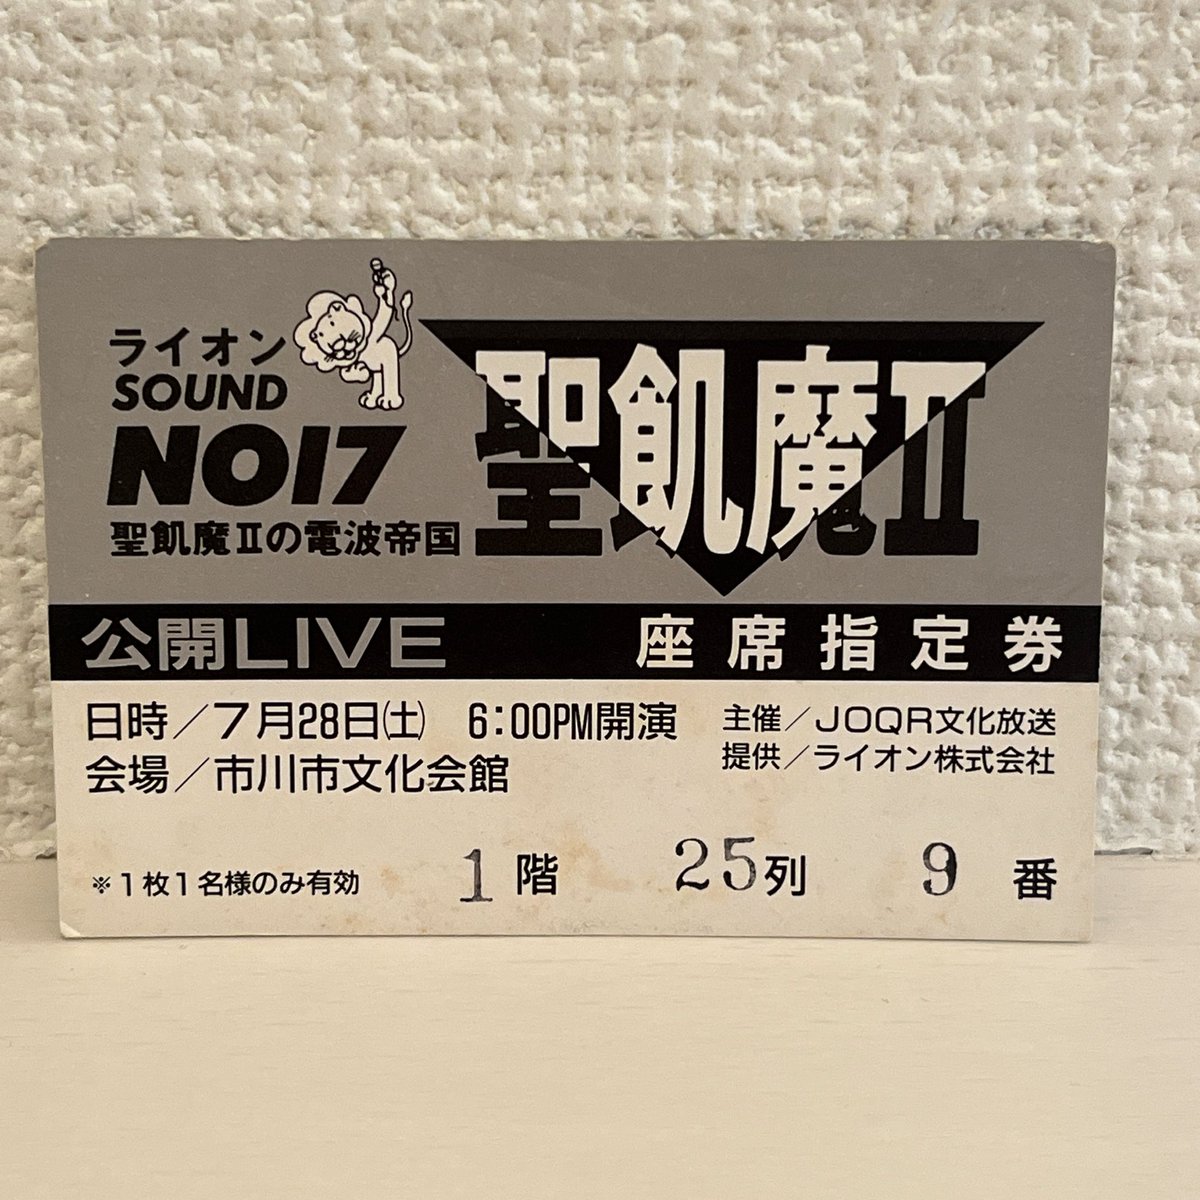 ライオン
SOUND
NO17
聖飢魔Ⅱの電波帝国
聖飢魔Ⅱ
公開LIVE 座席指定券
日時／7月28日㈯ 6:00PM開演
会場／市川市文化会館
主催／JOQR文化放送
提供／ライオン株式会社
※1枚1名様のみ有効 1階 25列 9番